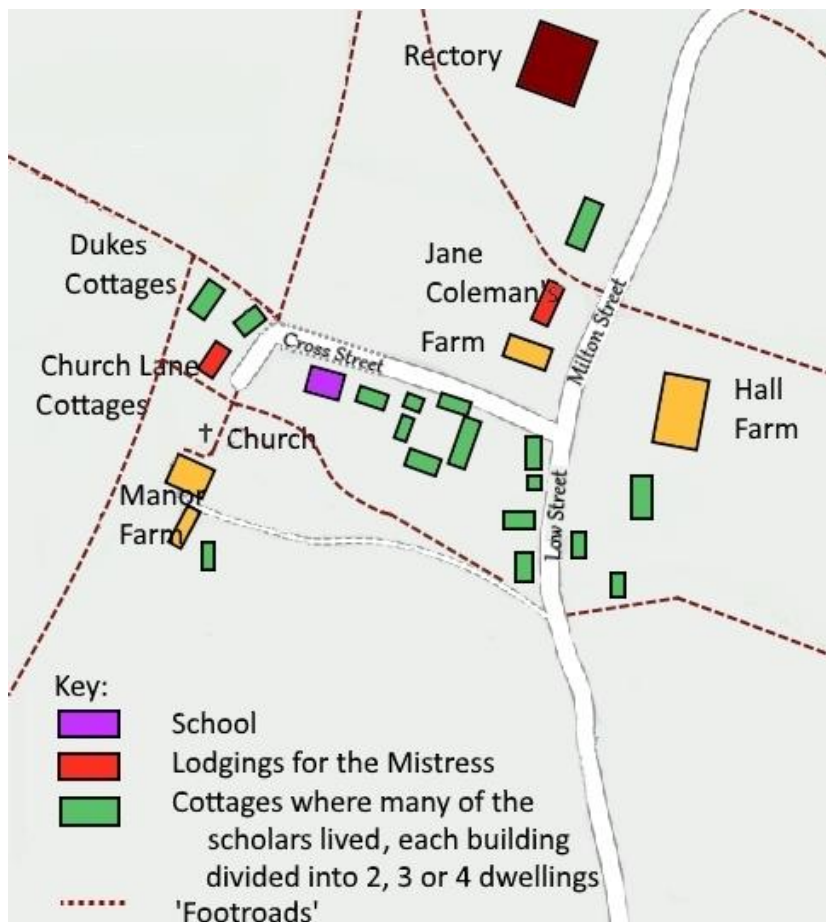 Rectory
Dukes
Cottages
Jane
Coleman's
Milton Street
Cross Street
Farm
Church Lane
Cottages
Hall
Farm
Church
Manor
Farm
Low Street
Key:
School
Lodgings for the Mistress
Cottages where many of the
scholars lived, each building
divided into 2, 3 or 4 dwellings
'Footroads'